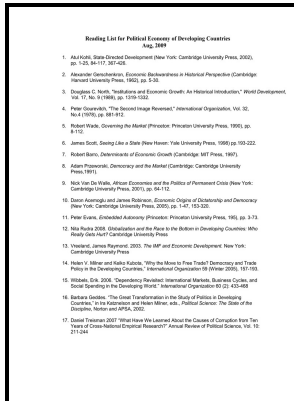 Reading List for Political Economy of Developing Countries
Aug, 2009
1. Atul Kohli, State-Directed Development (New York: Cambridge University Press, 2002),
pp. 1-25, 84-117, 367-426.
2. Alexander Gerschenkron, Economic Backwardness in Historical Perspective (Cambridge:
Harvard University Press, 1962), pp. 5-30.
3. Douglass C. North, "Institutions and Economic Growth: An Historical Introduction," World Development,
Vol. 17, No. 9 (1989), pp. 1319-1332.
4. Peter Gourevitch, "The Second Image Reversed," International Organization, Vol. 32,
No.4 (1978), pp. 881-912.
5. Robert Wade, Governing the Market (Princeton: Princeton University Press, 1990), pp.
8-112.
6. James Scott, Seeing Like a State (New Haven: Yale University Press, 1998) pp.193-222.
7. Robert Barro, Determinants of Economic Growth (Cambridge: MIT Press, 1997).
8. Adam Przeworski, Democracy and the Market (Cambridge: Cambridge University
Press,1991).
9. Nick Van De Walle, African Economies and the Politics of Permanent Crisis (New York:
Cambridge University Press, 2001), pp. 64-112.
10. Daron Acemoglu and James Robinson, Economic Origins of Dictatorship and Democracy
(New York: Cambridge University Press, 2005), pp. 1-47, 153-320.
11. Peter Evans, Embedded Autonomy (Princeton: Princeton University Press, 195), pp. 3-73.
12. Nita Rudra 2008. Globalization and the Race to the Bottom in Developing Countries: Who
Really Gets Hurt? Cambridge University Press
13. Vreeland, James Raymond. 2003. The IMF and Economic Development. New York:
Cambridge University Press
14. Helen V. Milner and Keiko Kubota, "Why the Move to Free Trade? Democracy and Trade
Policy in the Developing Countries," International Organization 59 (Winter 2005), 157-193.
15. Wibbels, Erik. 2006. "Dependency Revisited: International Markets, Business Cycles, and
Social Spending in the Developing World." International Organization 60 (2): 433-468
16. Barbara Geddes, "The Great Transformation in the Study of Politics in Developing
Countries," in Ira Katznelson and Helen Milner, eds., Political Science: The State of the
Discipline, Norton and APSA, 2002.
17. Daniel Treisman 2007 "What Have We Learned About the Causes of Corruption from Ten
Years of Cross-National Empirical Research?" Annual Review of Political Science, Vol. 10:
211-244